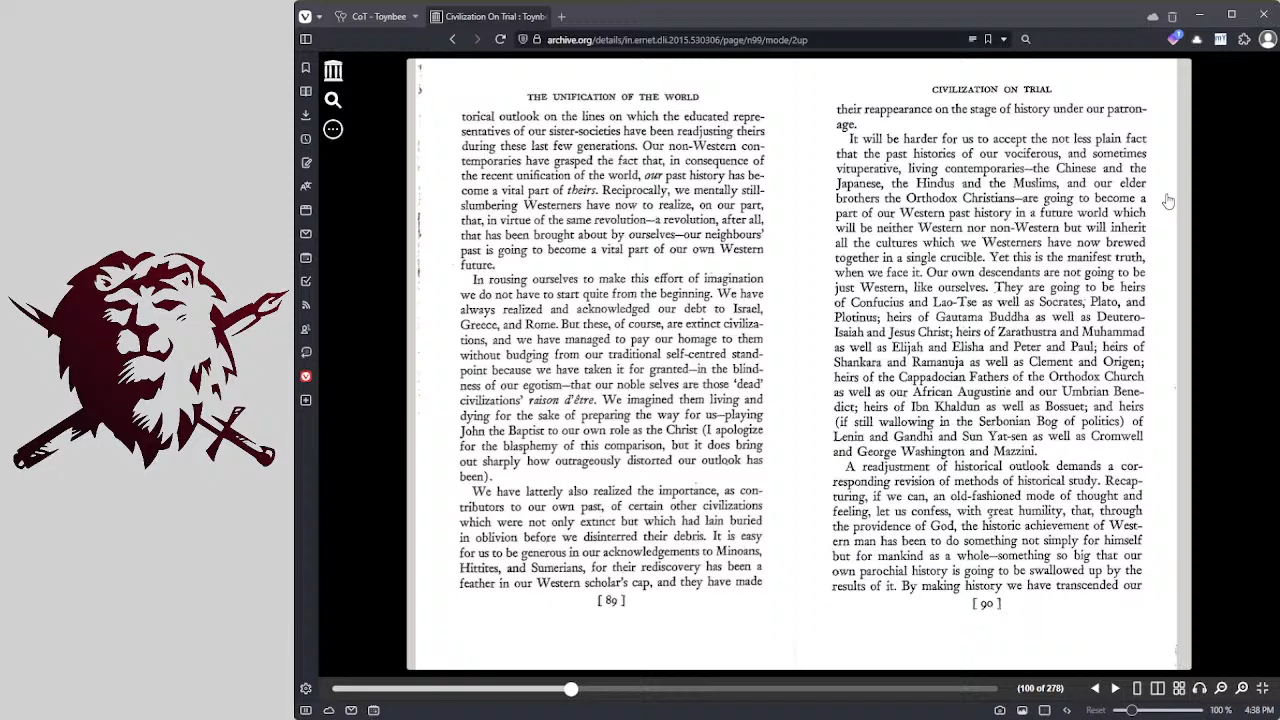 CoT - Toynbee
Civilization On Trial : Toynb
archive.org/details/in.ernet.dli.2015.530306/page/n99/mode/2up
THE UNIFICATION OF THE WORLD
torical outlook on the lines on which the educated repre-
sentatives of our sister-societies have been readjusting theirs
during these last few generations. Our non-Western con-
temporaries have grasped the fact that, in consequence of
the recent unification of the world, our past history has be-
come a vital part of theirs. Reciprocally, we mentally still-
slumbering Westerners have now to realize, on our part,
that, in virtue of the same revolution—a revolution, after all,
that has been brought about by ourselves—our neighbours'
past is going to become a vital part of our own Western
future.
In rousing ourselves to make this effort of imagination
we do not have to start quite from the beginning. We have
always realized and acknowledged our debt to Israel,
Greece, and Rome. But these, of course, are extinct civiliza-
tions, and we have managed to pay our homage to them
without budging from our traditional self-centred stand-
point because we have taken it for granted—in the blind-
ness of our egotism—that our noble selves are those 'dead'
civilizations' raison d'être. We imagined them living and
dying for the sake of preparing the way for us—playing
John the Baptist to our own role as the Christ (I apologize
for the blasphemy of this comparison, but it does bring
out sharply how outrageously distorted our outlook has
been).
We have latterly also realized the importance, as con-
tributors to our own past, of certain other civilizations
which were not only extinct but which had lain buried
in oblivion before we disinterred their debris. It is easy
for us to be generous in our acknowledgements to Minoans,
Hittites, and Sumerians, for their rediscovery has been a
feather in our Western scholar's cap, and they have made
[ 89 ]
CIVILIZATION ON TRIAL
their reappearance on the stage of history under our patron-
age.
It will be harder for us to accept the not less plain fact
that the past histories of our vociferous, and sometimes
vituperative, living contemporaries—the Chinese and the
Japanese, the Hindus and the Muslims, and our elder
brothers the Orthodox Christians—are going to become a
part of our Western past history in a future world which
will be neither Western nor non-Western but will inherit
all the cultures which we Westerners have now brewed
together in a single crucible. Yet this is the manifest truth,
when we face it. Our own descendants are not going to be
just Western, like ourselves. They are going to be heirs
of Confucius and Lao-Tse as well as Socrates, Plato, and
Plotinus; heirs of Gautama Buddha as well as Deutero-
Isaiah and Jesus Christ; heirs of Zarathustra and Muhammad
as well as Elijah and Elisha and Peter and Paul; heirs of
Shankara and Ramanuja as well as Clement and Origen;
heirs of the Cappadocian Fathers of the Orthodox Church
as well as our African Augustine and our Umbrian Bene-
dict; heirs of Ibn Khaldun as well as Bossuet; and heirs
(if still wallowing in the Serbonian Bog of politics) of
Lenin and Gandhi and Sun Yat-sen as well as Cromwell
and George Washington and Mazzini.
A readjustment of historical outlook demands a cor-
responding revision of methods of historical study. Recap-
turing, if we can, an old-fashioned mode of thought and
feeling, let us confess, with great humility, that, through
the providence of God, the historic achievement of West-
ern man has been to do something not simply for himself
but for mankind as a whole—something so big that our
own parochial history is going to be swallowed up by the
results of it. By making history we have transcended our
[ 90 ]
(100 of 278)
Reset
100 %
4:38 PM